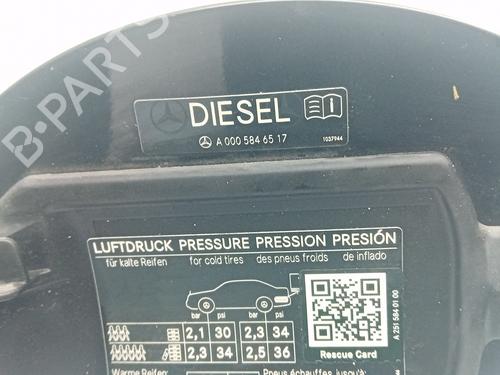 DIESEL
A 000 584 65 17
1037944
B-PARTS
LUFTDRUCK PRESSURE PRESSION PRESIÓN
für kalte Reifen for cold tires des pneus froids de inflado
bar psi bar psi
2,1 30 2,3 34
2,3 34 2,5 36
A 251 584 01 00
Rescue Card
Warme Reifen: Pneus échauffés jusqu'à